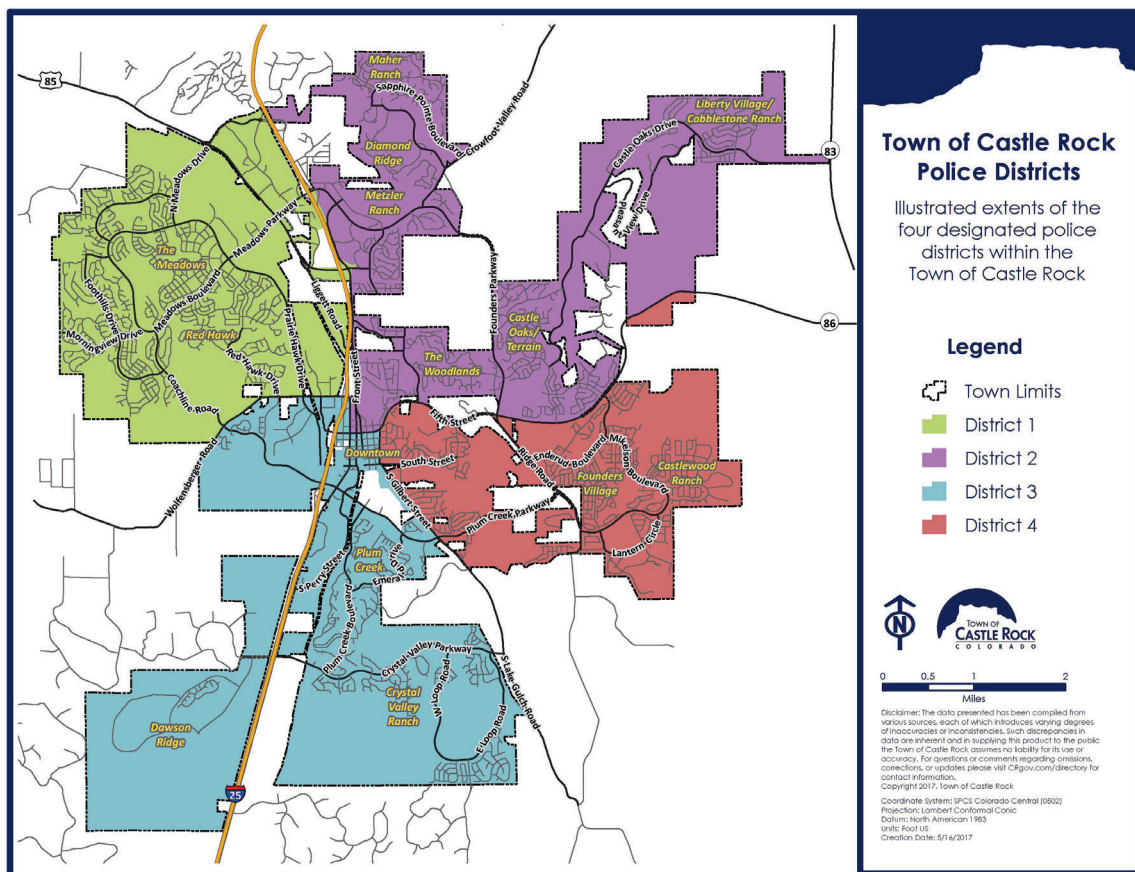 Maher
Ranch
Sapphire Pointe Boulevard
Crowfoot Valley Road
85
Liberty Village/
Cobblestone Ranch
Castle Oaks Drive
83
Diamond
Ridge
N Meadows Drive
Metzler
Ranch
Pleasant
View Drive
Meadows Parkway
The
Meadows
Founders Parkway
Liggett Road
Foothills Drive
Meadows Boulevard
86
Morningview Drive
Red Hawk
Prairie Hawk Drive
Castle
Oaks/
Terrain
Red Hawk Drive
Front Street
The
Woodlands
Coachline Road
Fifth Street
Wolfensberger Road
Downtown
South Street
Ridge Road
Enderud Boulevard
Mikelson Boulevard
Founders
Village
Castlewood
Ranch
S Gilbert Street
Plum Creek Parkway
Lantern Circle
S Perry Street
Plum
Creek
Emerald Drive
Plum Creek Boulevard
Crystal Valley Parkway
S Lake Gulch Road
W Loop Road
E Loop Road
Crystal
Valley
Ranch
Dawson
Ridge
25
Town of Castle Rock
Police Districts
Illustrated extents of the
four designated police
districts within the
Town of Castle Rock
Legend
Town Limits
District 1
District 2
District 3
District 4
N
TOWN OF
CASTLE ROCK
COLORADO
0 0.5 1 2
Miles
Disclaimer: The data presented has been compiled from
various sources, each of which introduces varying degrees
of inaccuracies or inconsistencies. Such discrepancies in
data are inherent and in supplying this product to the public
the Town of Castle Rock assumes no liability for its use or
accuracy. For questions or comments regarding omissions,
corrections, or updates please visit CRgov.com/directory for
contact information.
Copyright 2017, Town of Castle Rock
Coordinate System: SPCS Colorado Central (0502)
Projection: Lambert Conformal Conic
Datum: North American 1983
Units: Foot US
Creation Date: 5/16/2017